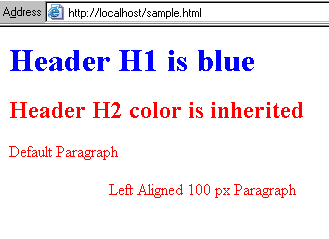 Address http://localhost/sample.html
Header H1 is blue
Header H2 color is inherited
Default Paragraph
Left Aligned 100 px Paragraph